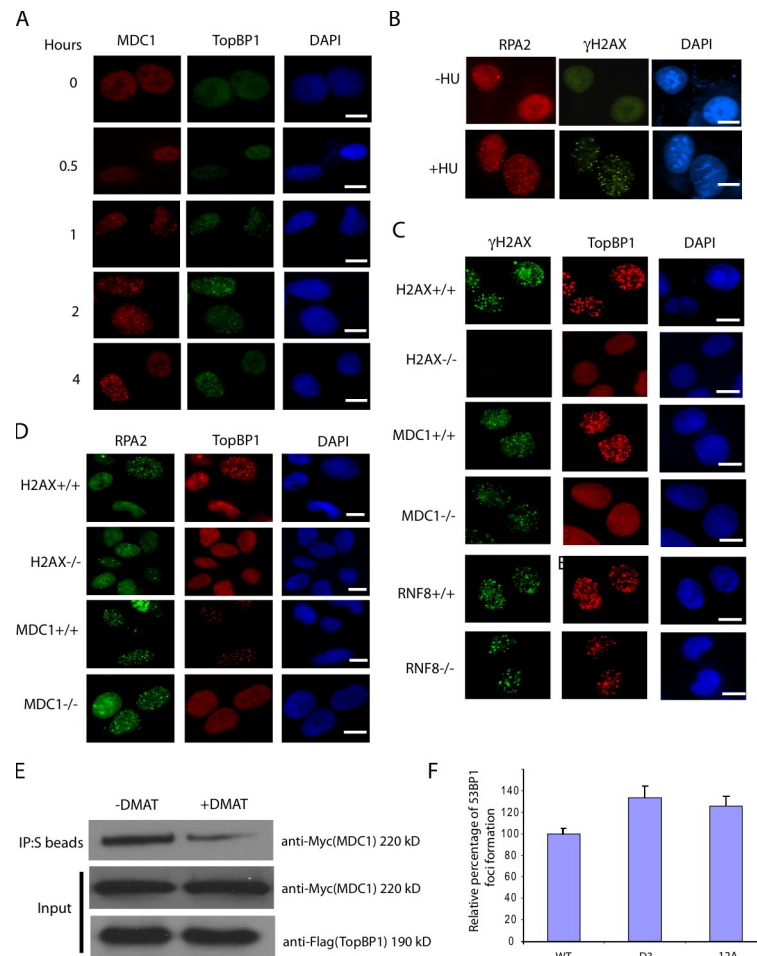 A
Hours
MDC1 TopBP1 DAPI
0
0.5
1
2
4
B
RPA2 γH2AX DAPI
-HU
+HU
C
γH2AX TopBP1 DAPI
H2AX+/+
H2AX-/-
MDC1+/+
MDC1-/-
E
RNF8+/+
RNF8-/-
D
RPA2 TopBP1 DAPI
H2AX+/+
H2AX-/-
MDC1+/+
MDC1-/-
E
-DMAT +DMAT
IP:S beads
anti-Myc(MDC1) 220 kD
Input
anti-Myc(MDC1) 220 kD
anti-Flag(TopBP1) 190 kD
F
Relative percentage of 53BP1
foci formation
140
120
100
80
60
40
20
0
WT D3 12A